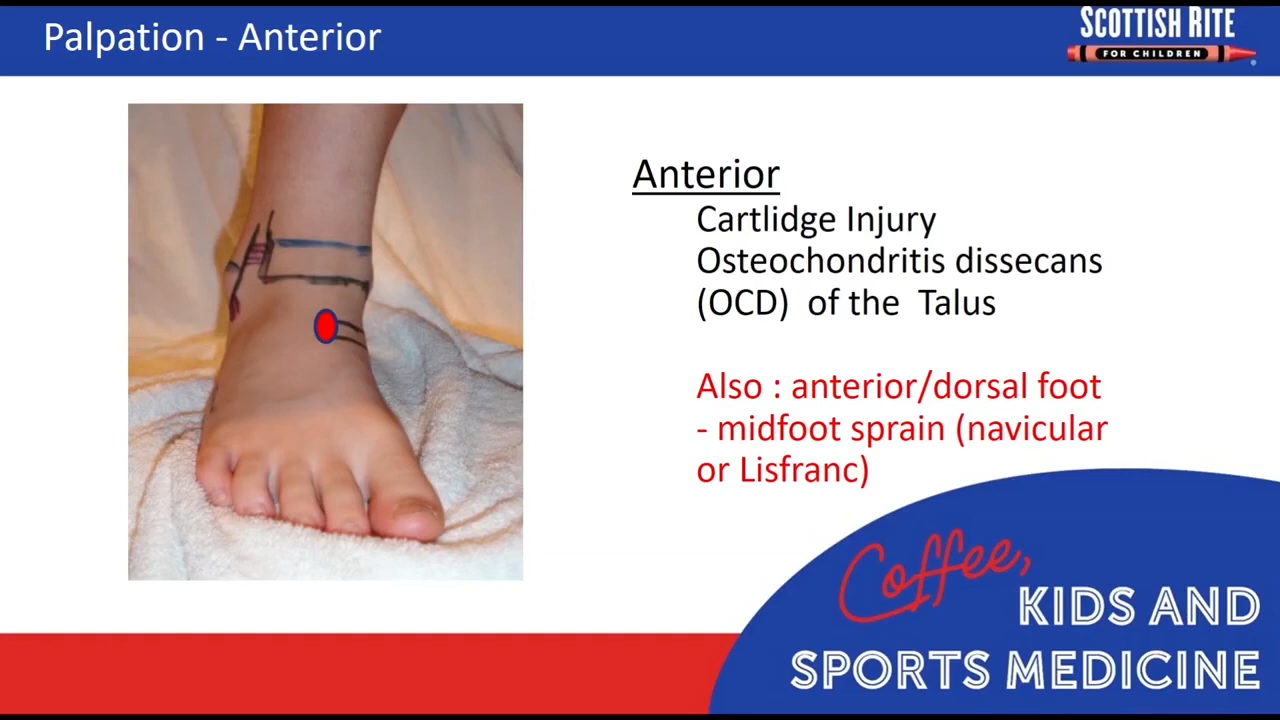 Palpation - Anterior
SCOTTISH RITE
FOR CHILDREN
Anterior
Cartlidge Injury
Osteochondritis dissecans
(OCD) of the Talus
Also : anterior/dorsal foot
- midfoot sprain (navicular
or Lisfranc)
Coffee,
KIDS AND
SPORTS MEDICINE